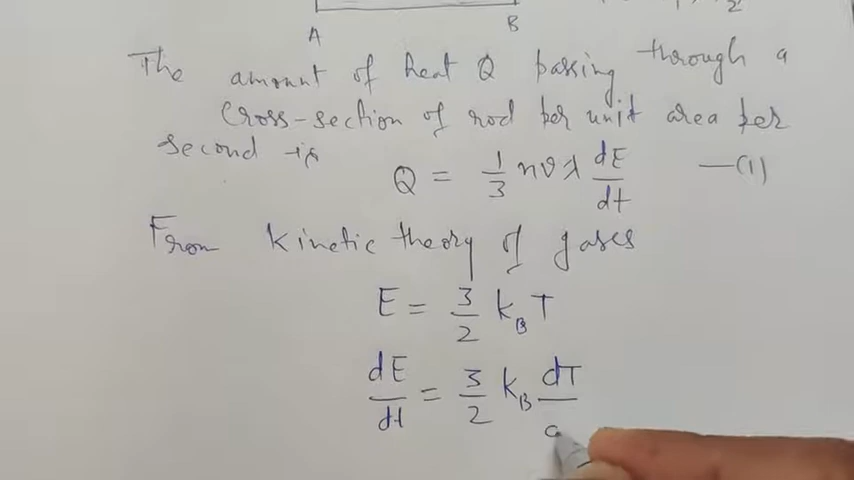 A B 2
The amount of heat Q passing through a
Cross-section of rod per unit area per
second is
Q = 1/3 nvλ dE/dt —(1)
From kinetic theory of gases
E = 3/2 k_B T
dE/dt = 3/2 k_B dT/